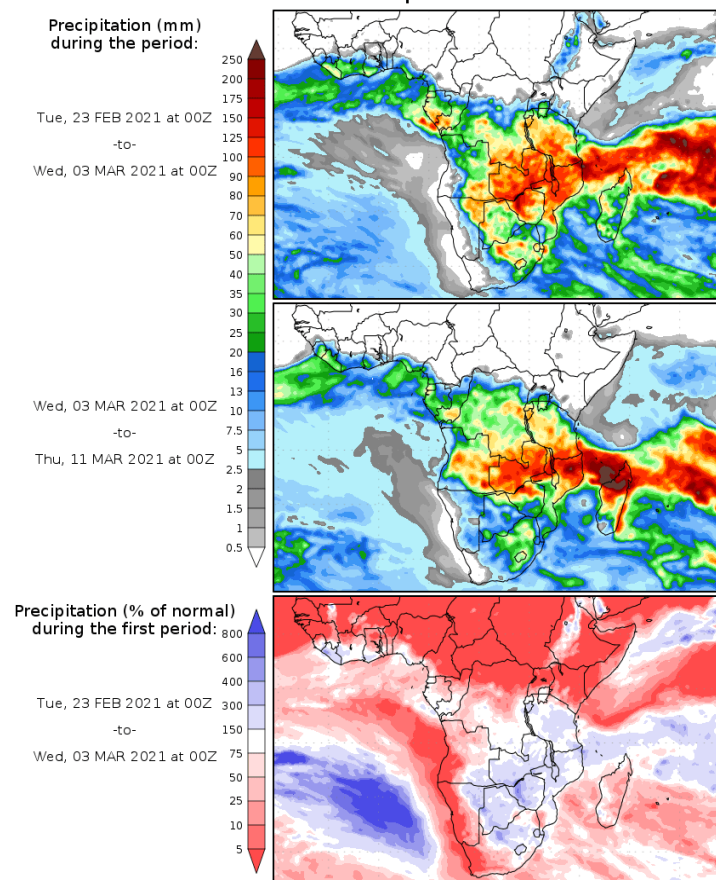 Precipitation (mm)
during the period:
Tue, 23 FEB 2021 at 00Z
-to-
Wed, 03 MAR 2021 at 00Z
250
200
175
150
125
100
90
80
70
60
50
40
35
30
25
20
16
13
10
7.5
5
2.5
2
1.5
1
0.5
Wed, 03 MAR 2021 at 00Z
-to-
Thu, 11 MAR 2021 at 00Z
Precipitation (% of normal)
during the first period:
Tue, 23 FEB 2021 at 00Z
-to-
Wed, 03 MAR 2021 at 00Z
800
600
400
300
150
75
50
25
10
5